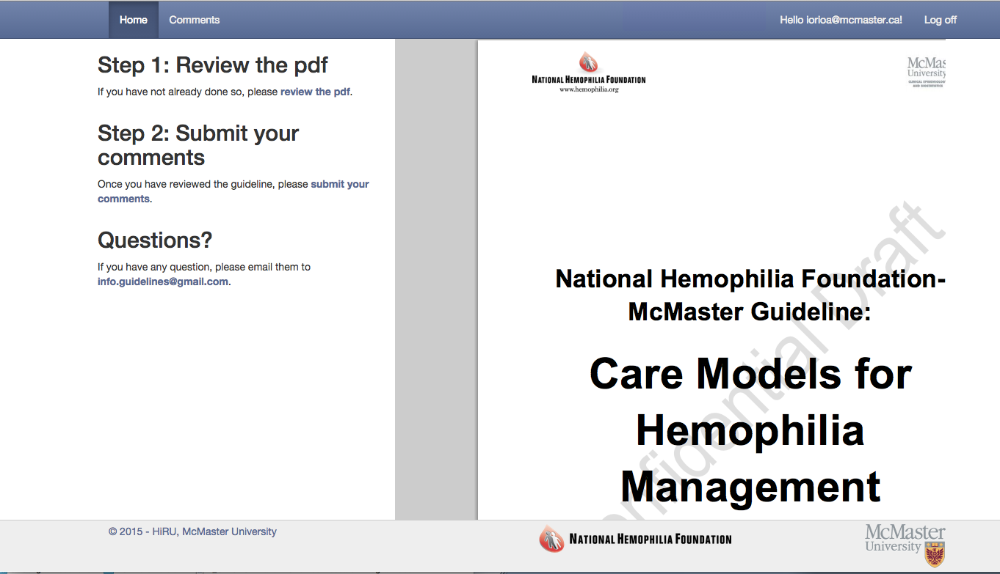 Home Comments Hello iorioa@mcmaster.ca! Log off
Step 1: Review the pdf
If you have not already done so, please review the pdf.
Step 2: Submit your
comments
Once you have reviewed the guideline, please submit your
comments.
Questions?
If you have any question, please email them to
info.guidelines@gmail.com.
NATIONAL HEMOPHILIA FOUNDATION
www.hemophilia.org
McMas
University
CLINICAL EPIDEMIOLOGY
AND BIOSTATISTICS
National Hemophilia Foundation-
McMaster Guideline:
Care Models for
Hemophilia
Management
nfidential Draft
© 2015 - HiRU, McMaster University
NATIONAL HEMOPHILIA FOUNDATION
McMaster
University